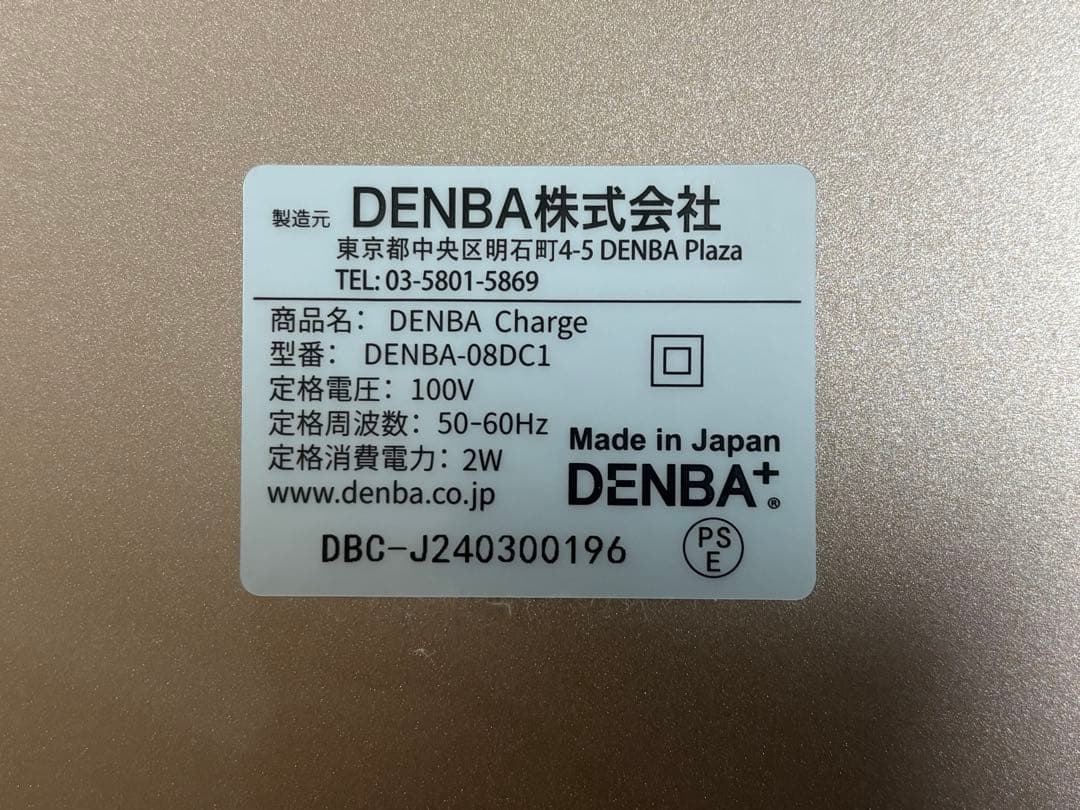 製造元 DENBA株式会社
東京都中央区明石町4-5 DENBA Plaza
TEL: 03-5801-5869
商品名: DENBA Charge
型番: DENBA-08DC1
定格電圧: 100V
定格周波数: 50-60Hz
定格消費電力: 2W
www.denba.co.jp
Made in Japan
DENBA+®
DBC-J240300196
PS
E